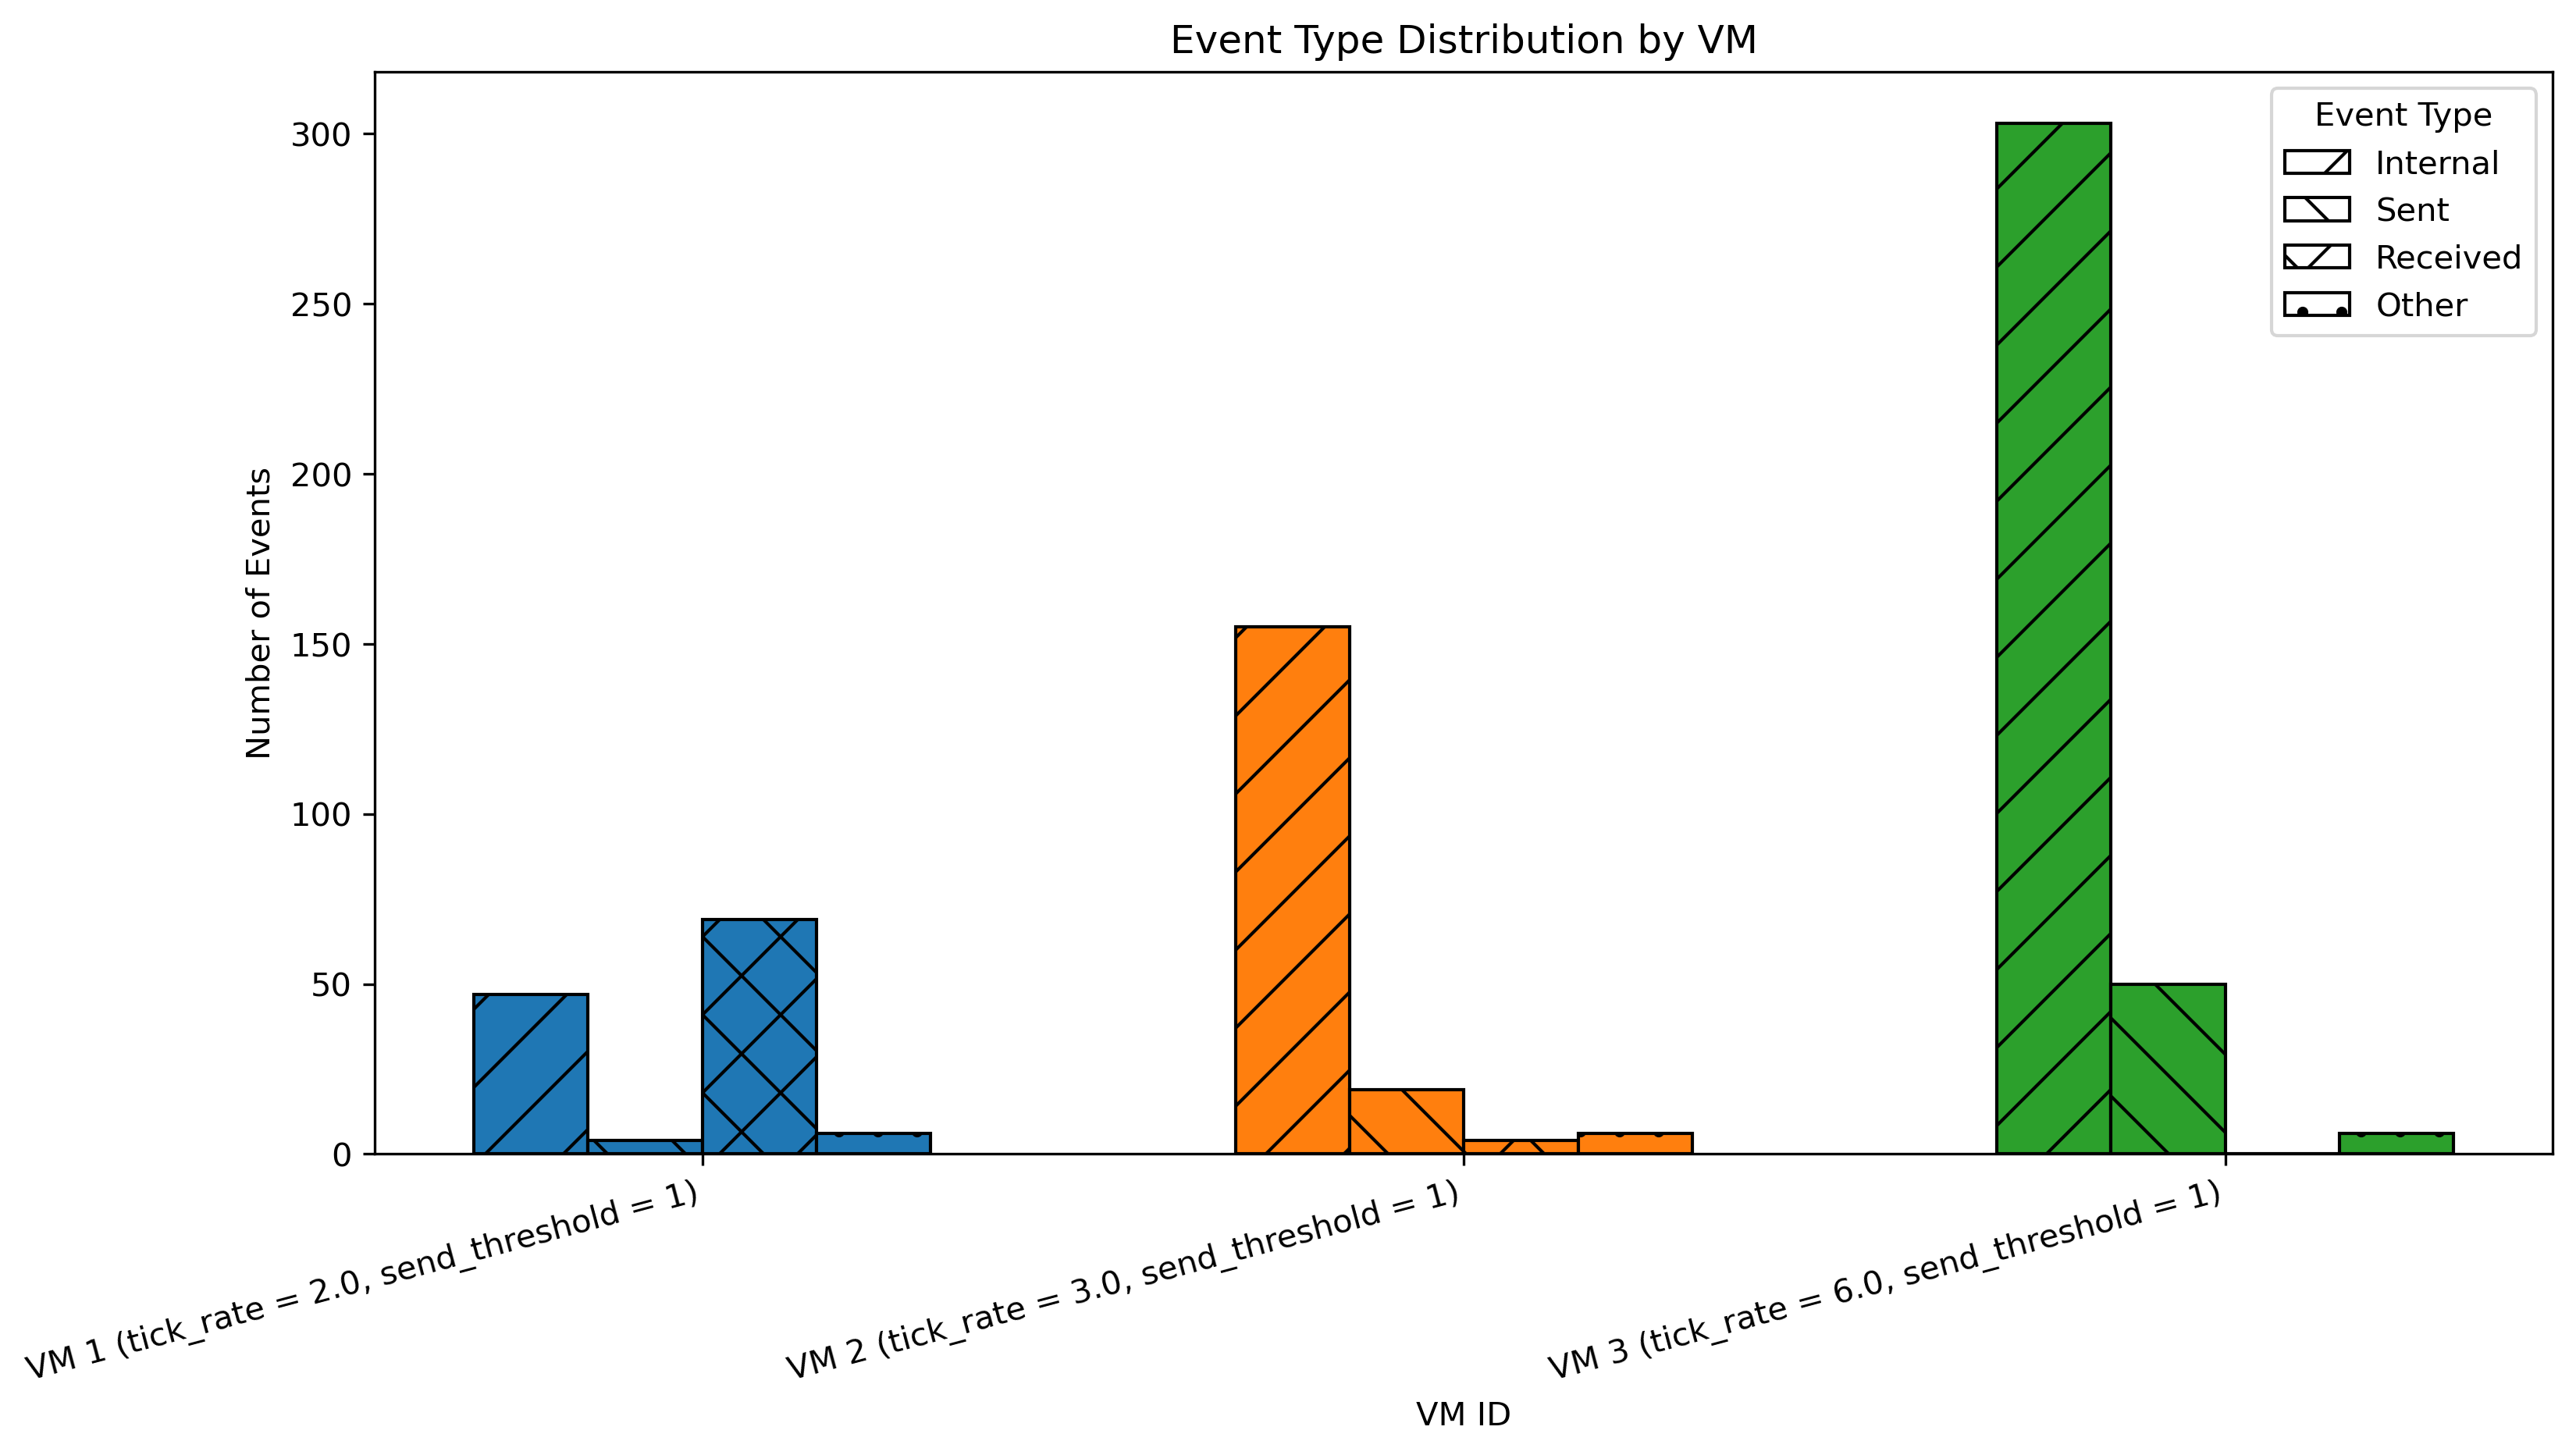 Event Type Distribution by VM
Number of Events
300
250
200
150
100
50
0
Event Type
Internal
Sent
Received
Other
VM 1 (tick_rate = 2.0, send_threshold = 1)
VM 2 (tick_rate = 3.0, send_threshold = 1)
VM 3 (tick_rate = 6.0, send_threshold = 1)
VM ID